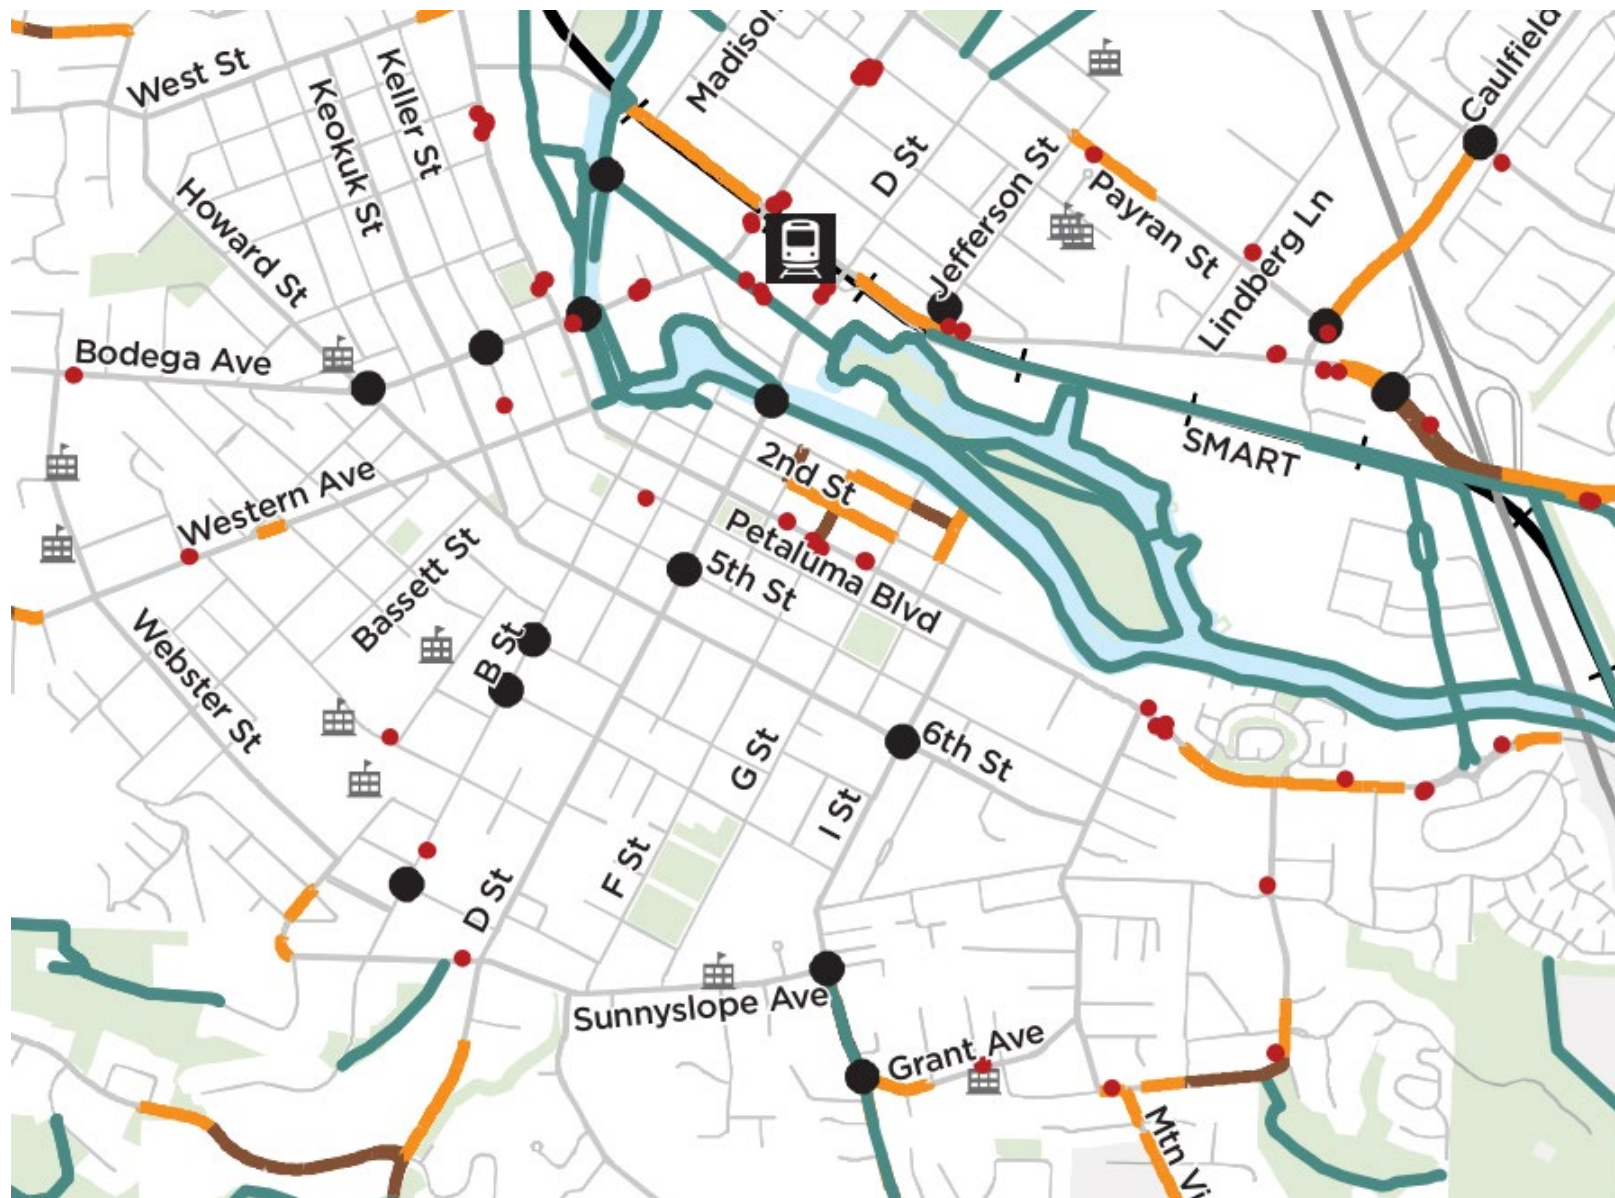 Madison
Caulfield
West St
Keller St
Keokuk St
D St
Jefferson St
Payran St
Lindberg Ln
Howard St
Bodega Ave
SMART
2nd St
Western Ave
Petaluma Blvd
5th St
Bassett St
B St
Webster St
6th St
G St
I St
F St
D St
Sunnyslope Ave
Grant Ave
Mtn Vi